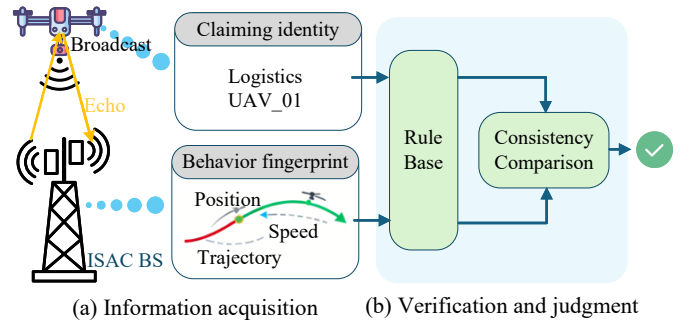 Broadcast
Echo
ISAC BS
Claiming identity
Logistics
UAV_01
Behavior fingerprint
Position
Speed
Trajectory
(a) Information acquisition
Rule
Base
Consistency
Comparison
(b) Verification and judgment